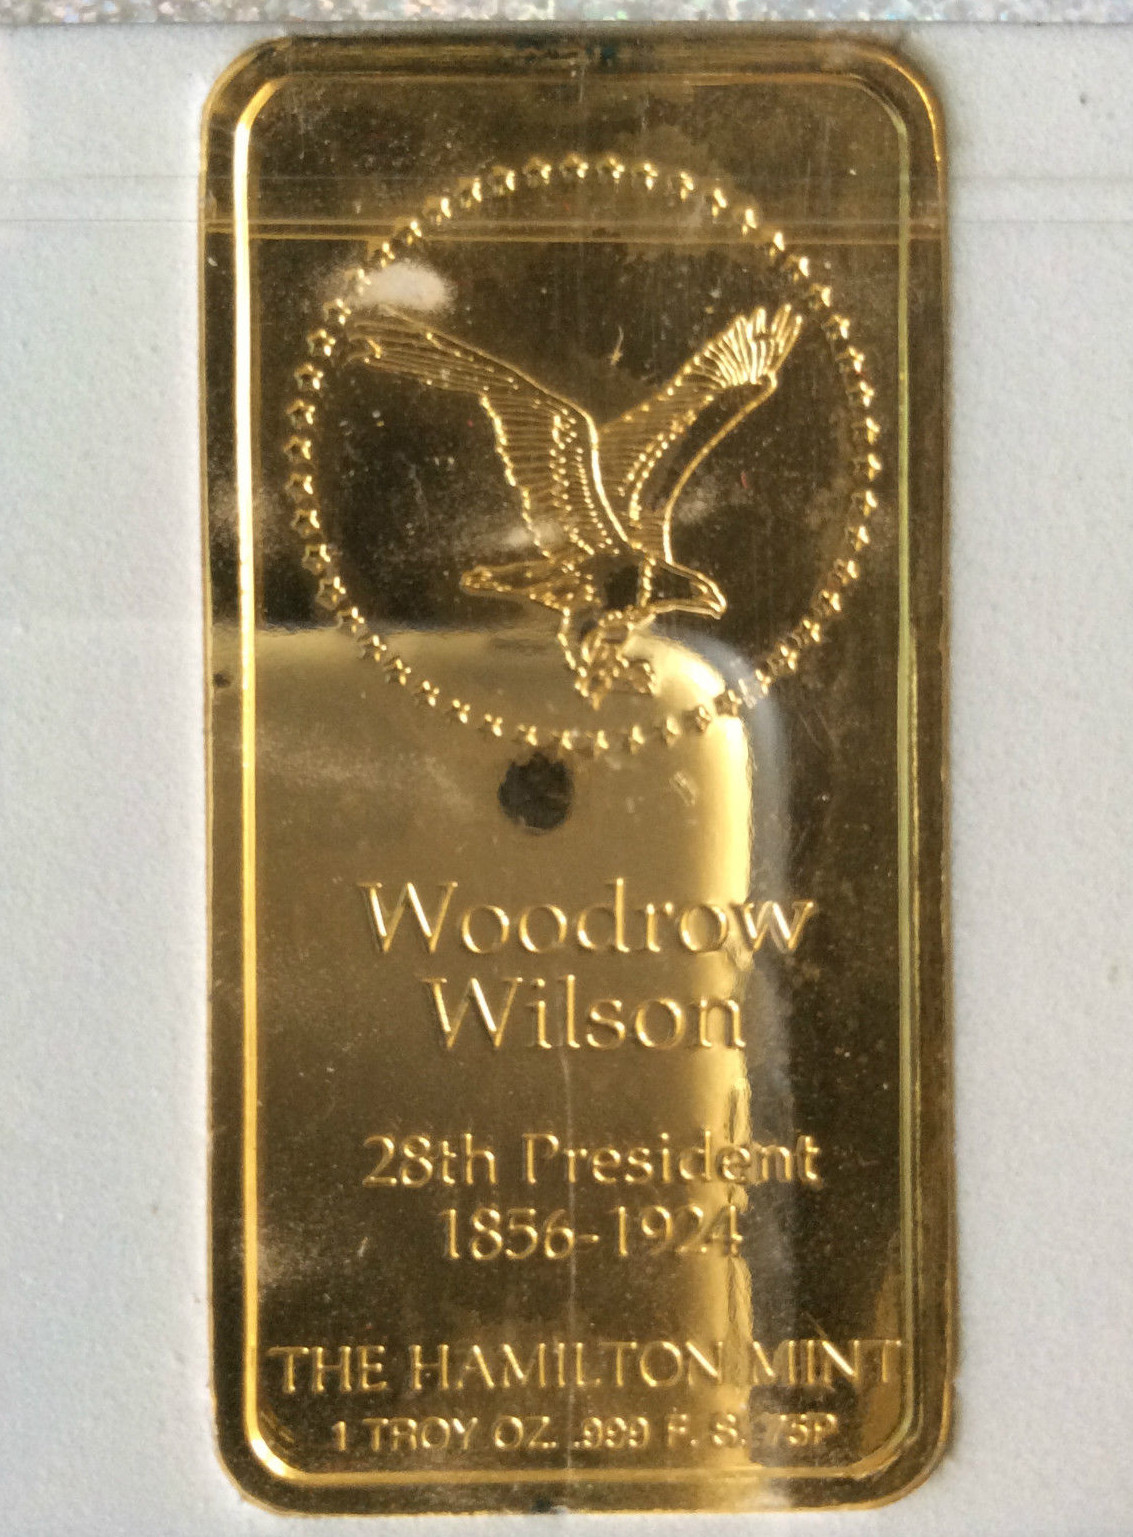 Woodrow
Wilson
28th President
1856-1924
THE HAMILTON MINT
1 TROY OZ. .999 F. S. 75P